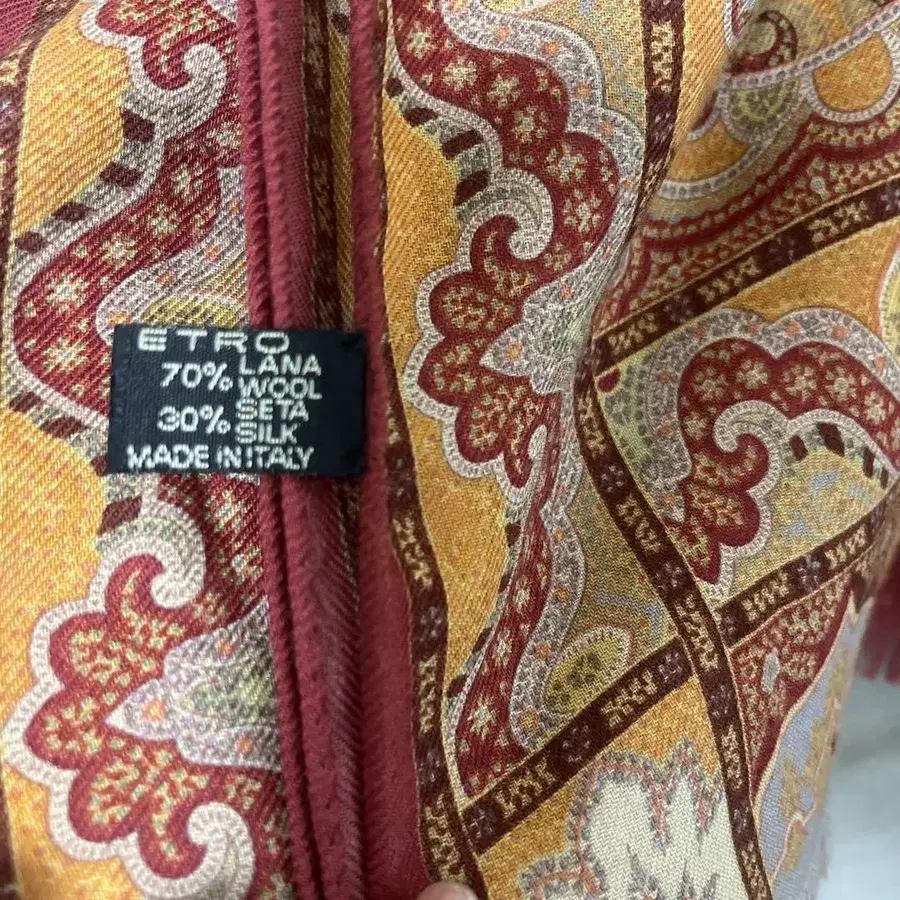 ETRO
70% LANA
WOOL
30% SETA
SILK
MADE IN ITALY